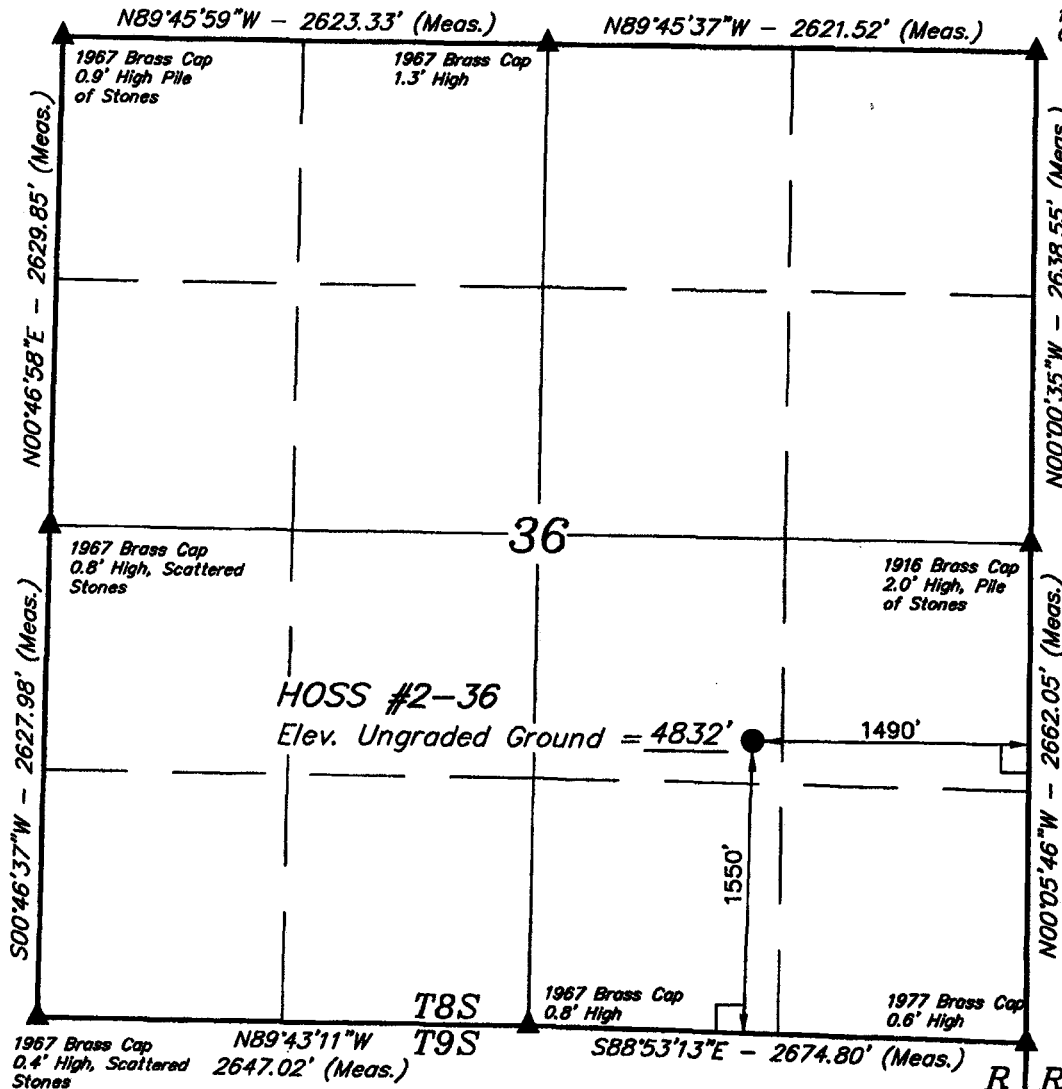 N89°45'59"W - 2623.33' (Meas.)
N89°45'37"W - 2621.52' (Meas.)
1967 Brass Cap
0.9' High Pile
of Stones
1967 Brass Cap
1.3' High
N00°46'58"E - 2629.85' (Meas.)
N00°00'35"W - 2638.55' (Meas.)
36
1967 Brass Cap
0.8' High, Scattered
Stones
1916 Brass Cap
2.0' High, Pile
of Stones
S00°46'37"W - 2627.98' (Meas.)
N00°05'46"W - 2662.05' (Meas.)
HOSS #2-36
Elev. Ungraded Ground = 4832'
1490'
1550'
T8S
T9S
1967 Brass Cap
0.8' High
1977 Brass Cap
0.6' High
1967 Brass Cap
0.4' High, Scattered
Stones
N89°43'11"W
2647.02' (Meas.)
S88°53'13"E - 2674.80' (Meas.)
R R